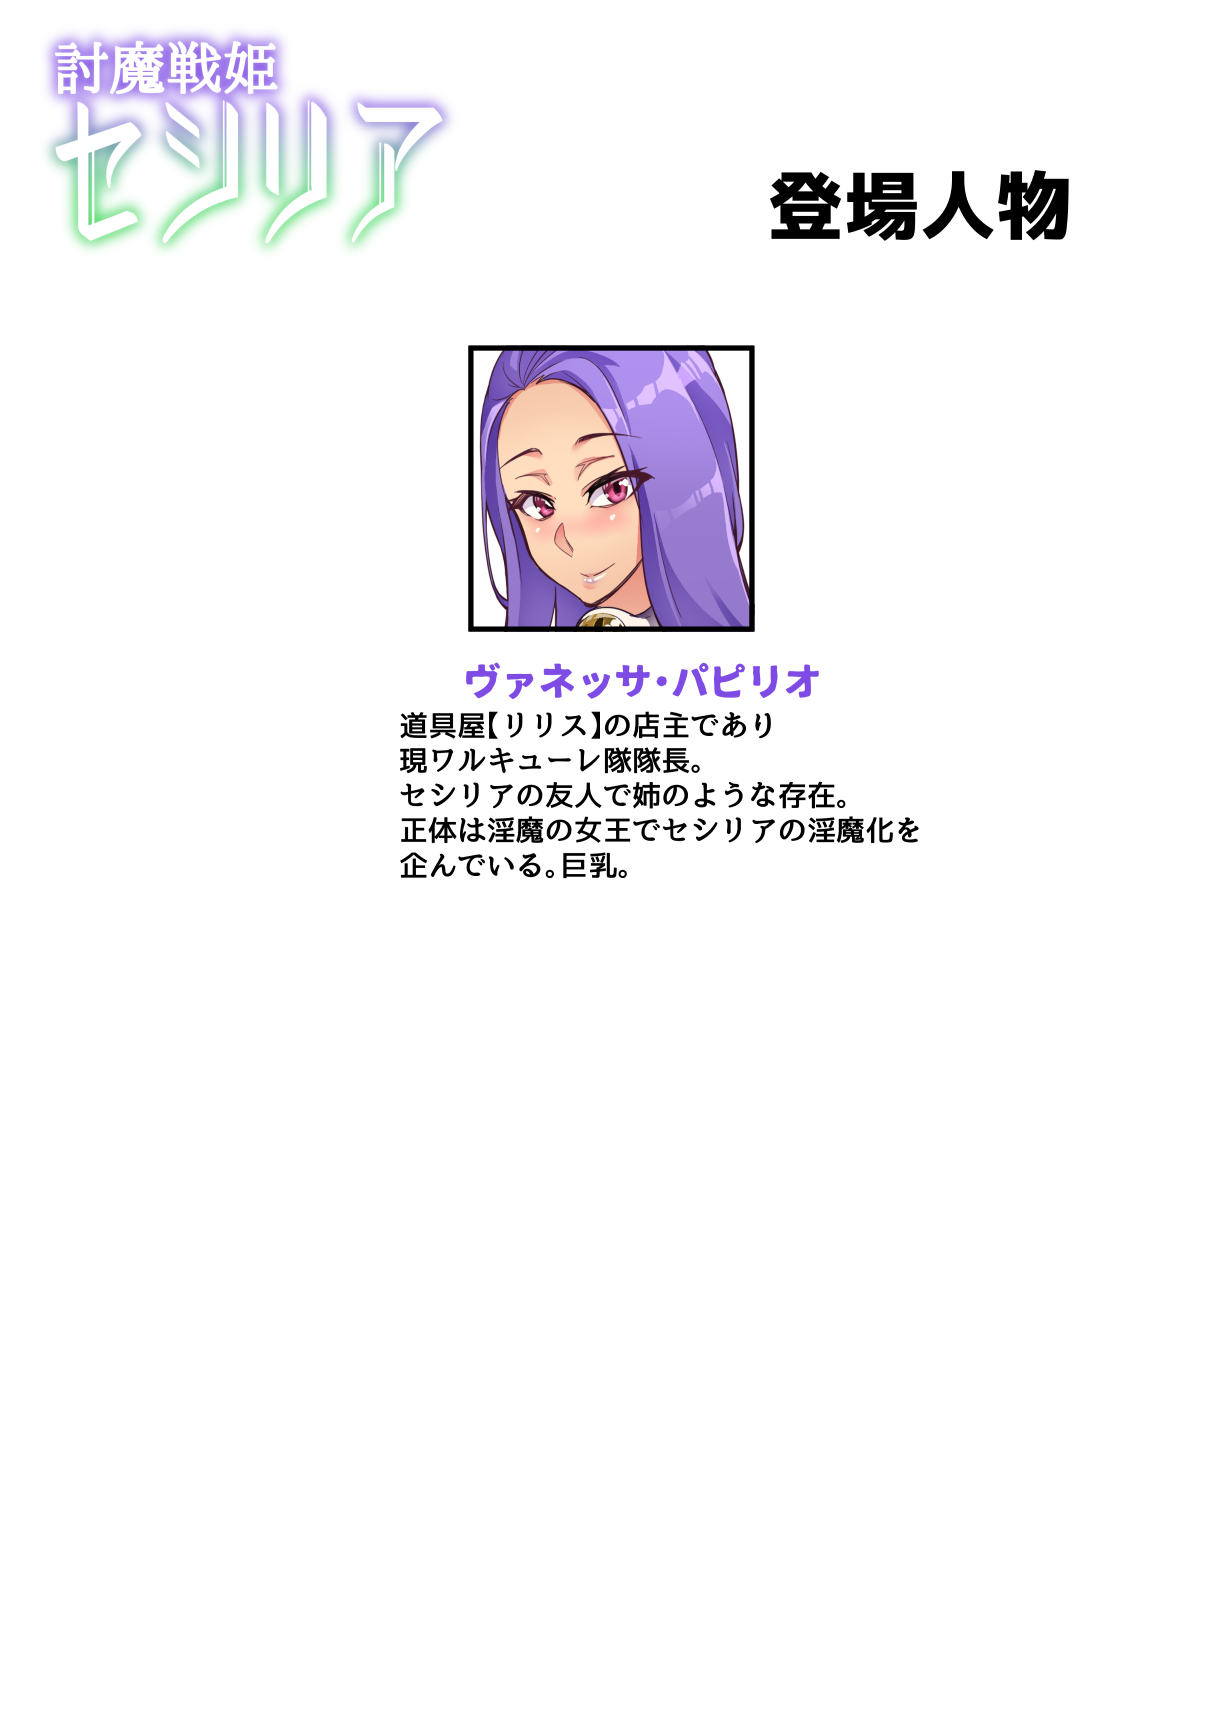 討魔戦姫
セシリア
登場人物
ヴァネッサ・パピリオ
道具屋【リリス】の店主であり
現ワルキューレ隊隊長。
セシリアの友人で姉のような存在。
正体は淫魔の女王でセシリアの淫魔化を
企んでいる。巨乳。